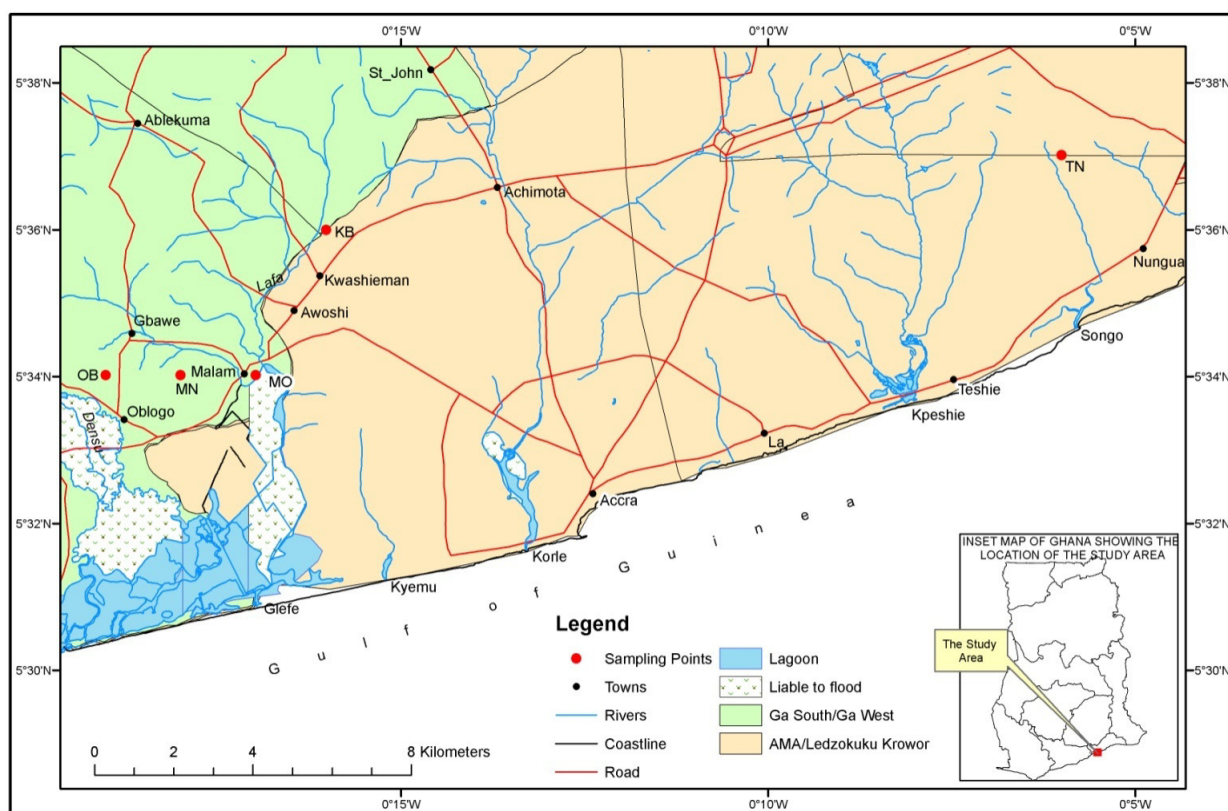 0°15'W
0°10'W
0°5'W
5°38'N
5°38'N
St_John
Ablekuma
TN
Achimota
5°36'N
5°36'N
KB
Nungua
Lafa
Kwashieman
Awoshi
Gbawe
Songo
5°34'N
5°34'N
OB
MN
Malam
MO
Teshie
Oblogo
Kpeshie
Densu
La
Accra
5°32'N
5°32'N
Korle
Kyemu
Glefe
Gulf of Guinea
5°30'N
5°30'N
Legend
Sampling Points
Towns
Rivers
Coastline
Road
Lagoon
Liable to flood
Ga South/Ga West
AMA/Ledzokuku Krowor
INSET MAP OF GHANA SHOWING THE
LOCATION OF THE STUDY AREA
The Study
Area
0 2 4 8 Kilometers
0°15'W
0°10'W
0°5'W